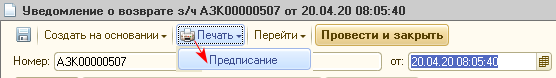 Уведомление о возврате з/ч АЗК00000507 от 20.04.20 08:05:40
Создать на основании Печать Перейти Провести и закрыть
Предписание
Номер: АЗК00000507 от: 20.04.20 08:05:40